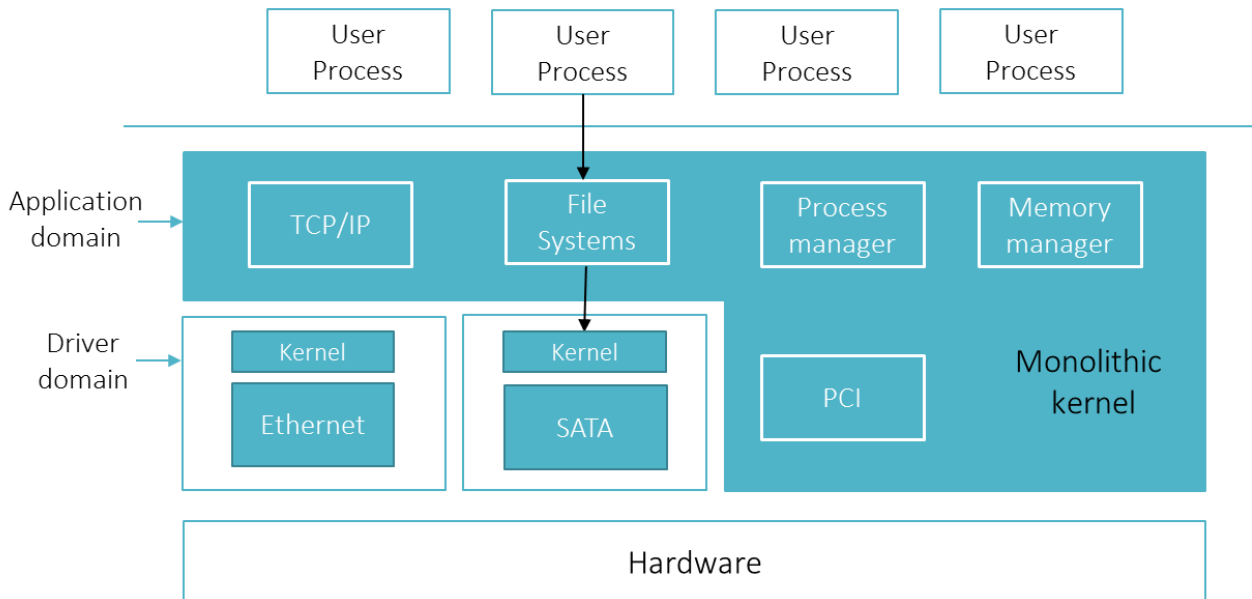 User
Process
User
Process
User
Process
User
Process
Application
domain
TCP/IP
File
Systems
Process
manager
Memory
manager
Driver
domain
Kernel
Ethernet
Kernel
SATA
PCI
Monolithic
kernel
Hardware